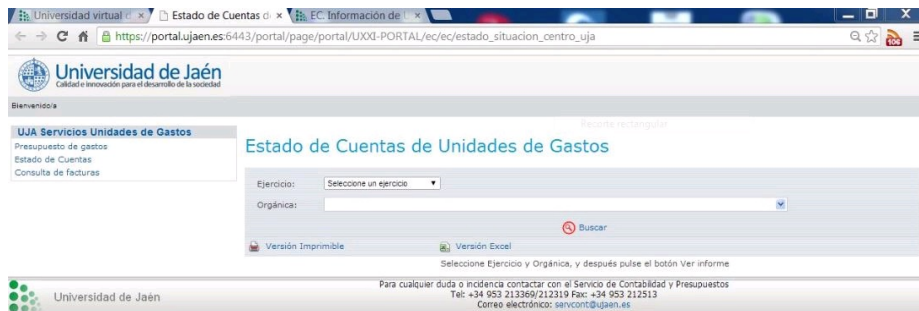 Universidad virtual d
Estado de Cuentas de
EC. Información de U
https://portal.ujaen.es:6443/portal/page/portal/UXXI-PORTAL/ec/ec/estado_situacion_centro_uja
106
Universidad de Jaén
Calidad e innovación para el desarrollo de la sociedad
Bienvenido/a
Recorte rectangular
UJA Servicios Unidades de Gastos
Presupuesto de gastos
Estado de Cuentas
Consulta de facturas
Estado de Cuentas de Unidades de Gastos
Ejercicio:
Seleccione un ejercicio
Orgánica:
Buscar
Versión Imprimible
Versión Excel
Seleccione Ejercicio y Orgánica, y después pulse el botón Ver informe
Universidad de Jaén
Para cualquier duda o incidencia contactar con el Servicio de Contabilidad y Presupuestos
Tel: +34 953 213369/212319 Fax: +34 953 212513
Correo electrónico: servcont@ujaen.es